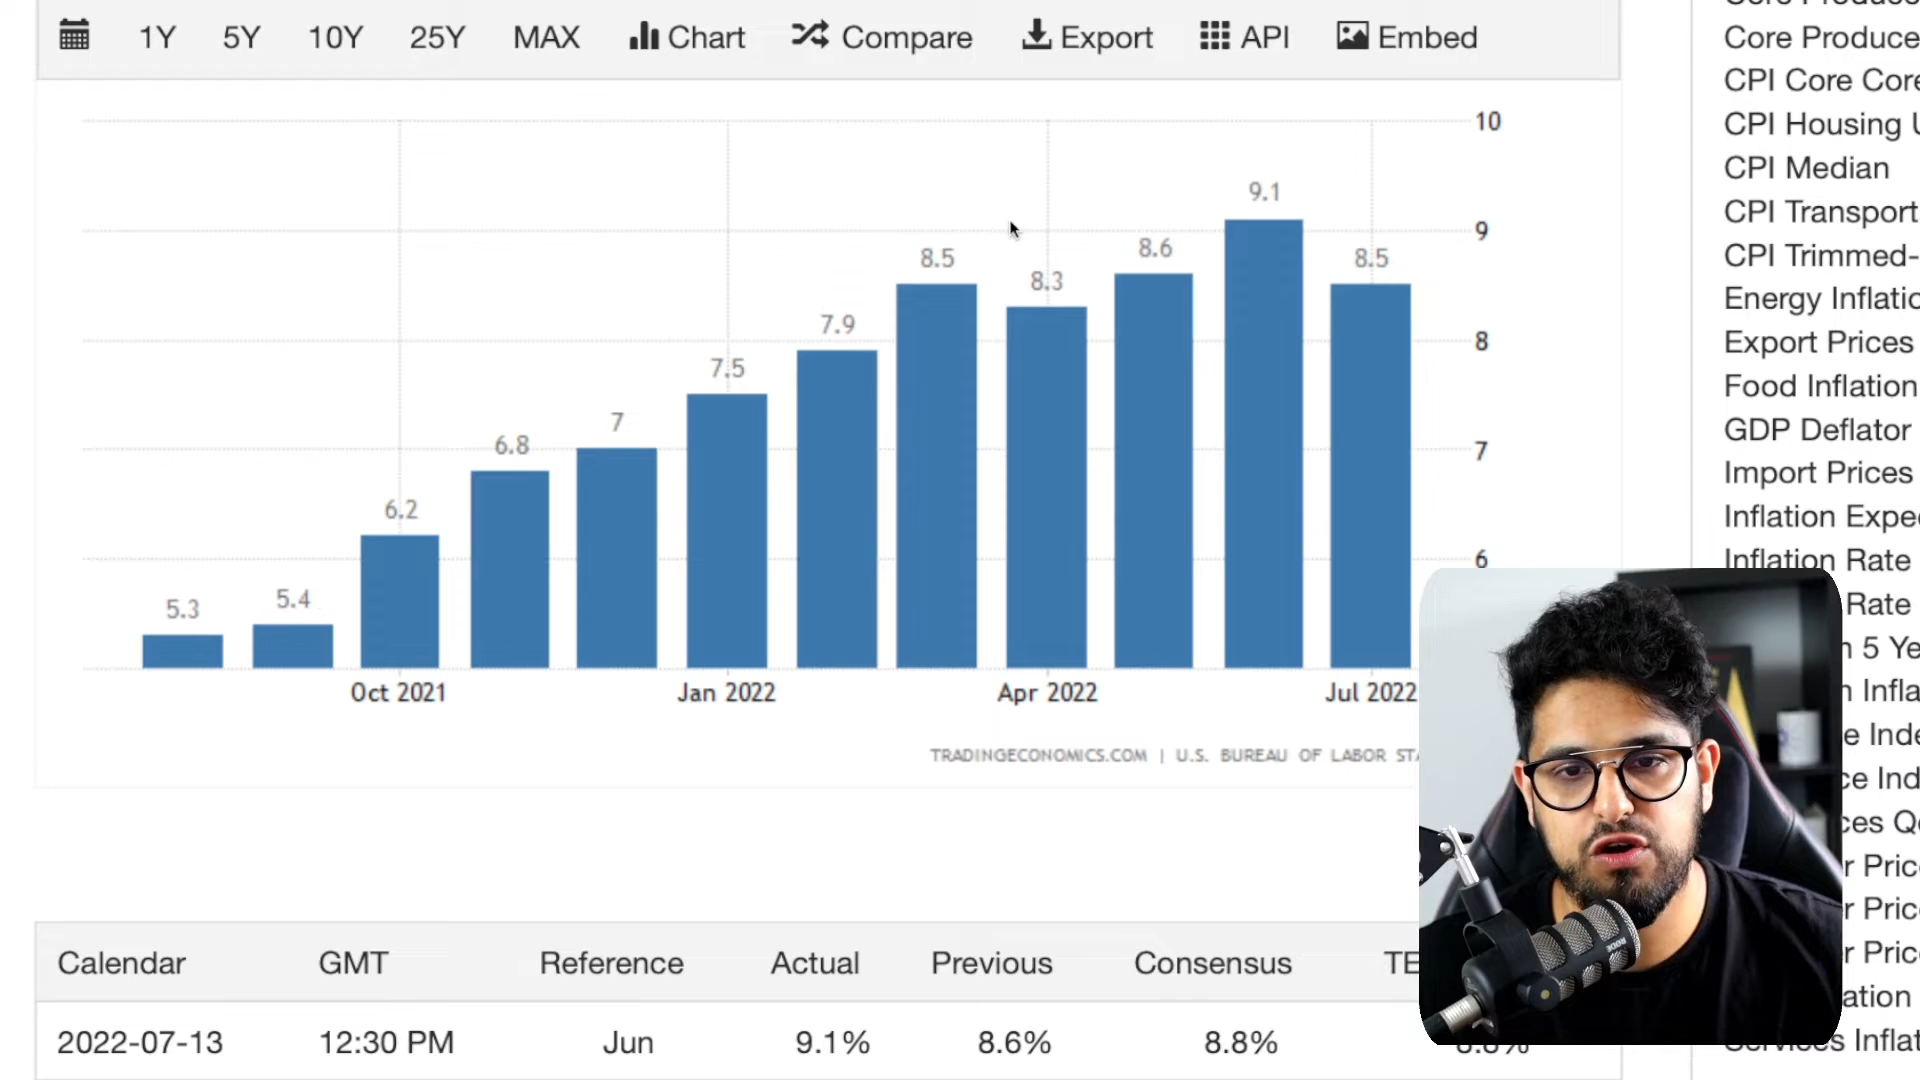 1Y 5Y 10Y 25Y MAX Chart Compare Export API Embed
10
9.1
9
8.6
8.5
8.5
8.3
8
7.9
7.5
7
7
6.8
6.2
6
5.4
5.3
Oct 2021 Jan 2022 Apr 2022 Jul 2022
TRADINGECONOMICS.COM | U.S. BUREAU OF LABOR
Calendar GMT Reference Actual Previous Consensus
2022-07-13 12:30 PM Jun 9.1% 8.6% 8.8%
Core
Core
CPI Core
CPI Housing
CPI Median
CPI Transport
CPI Trimmed-
Energy
Export Prices
Food Inflation
GDP Deflator
Import Prices
Inflation
Inflation Rate
Rate
5
RODE